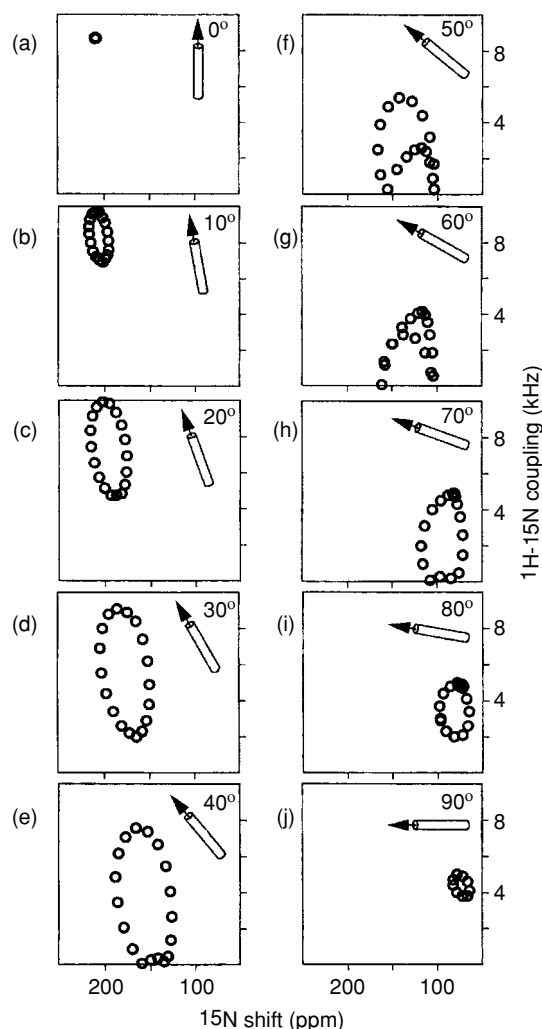 (a) 0°
(b) 10°
(c) 20°
(d) 30°
(e) 40°
200 100
(f) 50° 8
4
(g) 60° 8
4
(h) 70° 8
4
(i) 80° 8
4
(j) 90° 8
4
200 100
15N shift (ppm)
1H-15N coupling (kHz)